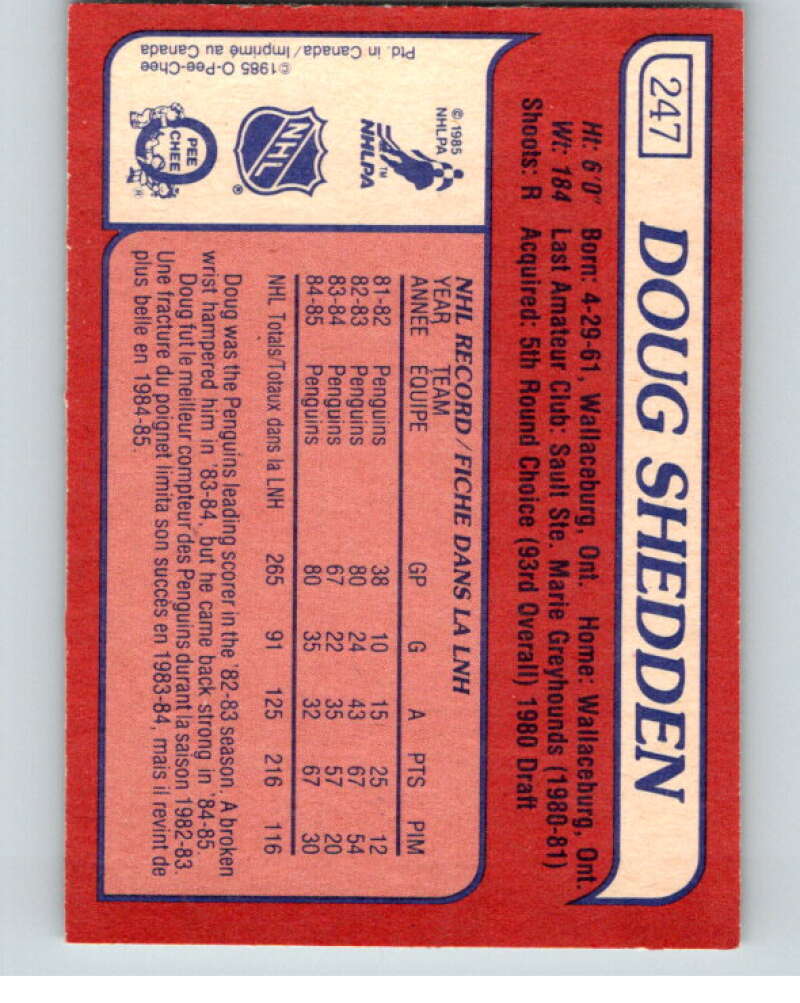 247
DOUG SHEDDEN
Ht: 6'0" Born: 4-29-61, Wallaceburg, Ont. Home: Wallaceburg, Ont.
Wt: 184 Last Amateur Club: Sault Ste. Marie Greyhounds (1980-81)
Shoots: R Acquired: 5th Round Choice (93rd Overall) 1980 Draft
NHL RECORD/FICHE DANS LA LNH
YEAR TEAM
ANNÉE ÉQUIPE GP G A PTS PIM
81-82 Penguins 38 10 15 25 12
82-83 Penguins 80 24 43 67 54
83-84 Penguins 67 22 35 57 20
84-85 Penguins 80 35 32 67 30
NHL Totals/Totaux dans la LNH 265 91 125 216 116
Doug was the Penguins leading scorer in the '82-83 season. A broken
wrist hampered him in '83-84, but he came back strong in '84-85.
Doug fut le meilleur compteur des Penguins durant la saison 1982-83.
Une fracture du poignet limita son succès en 1983-84, mais il revint de
plus belle en 1984-85.
© 1985
NHLPA
NHLPA™
NHL
®
O
PEE
CHEE
®
©1985 O-Pee-Chee
Ptd. in Canada/Imprimé au Canada